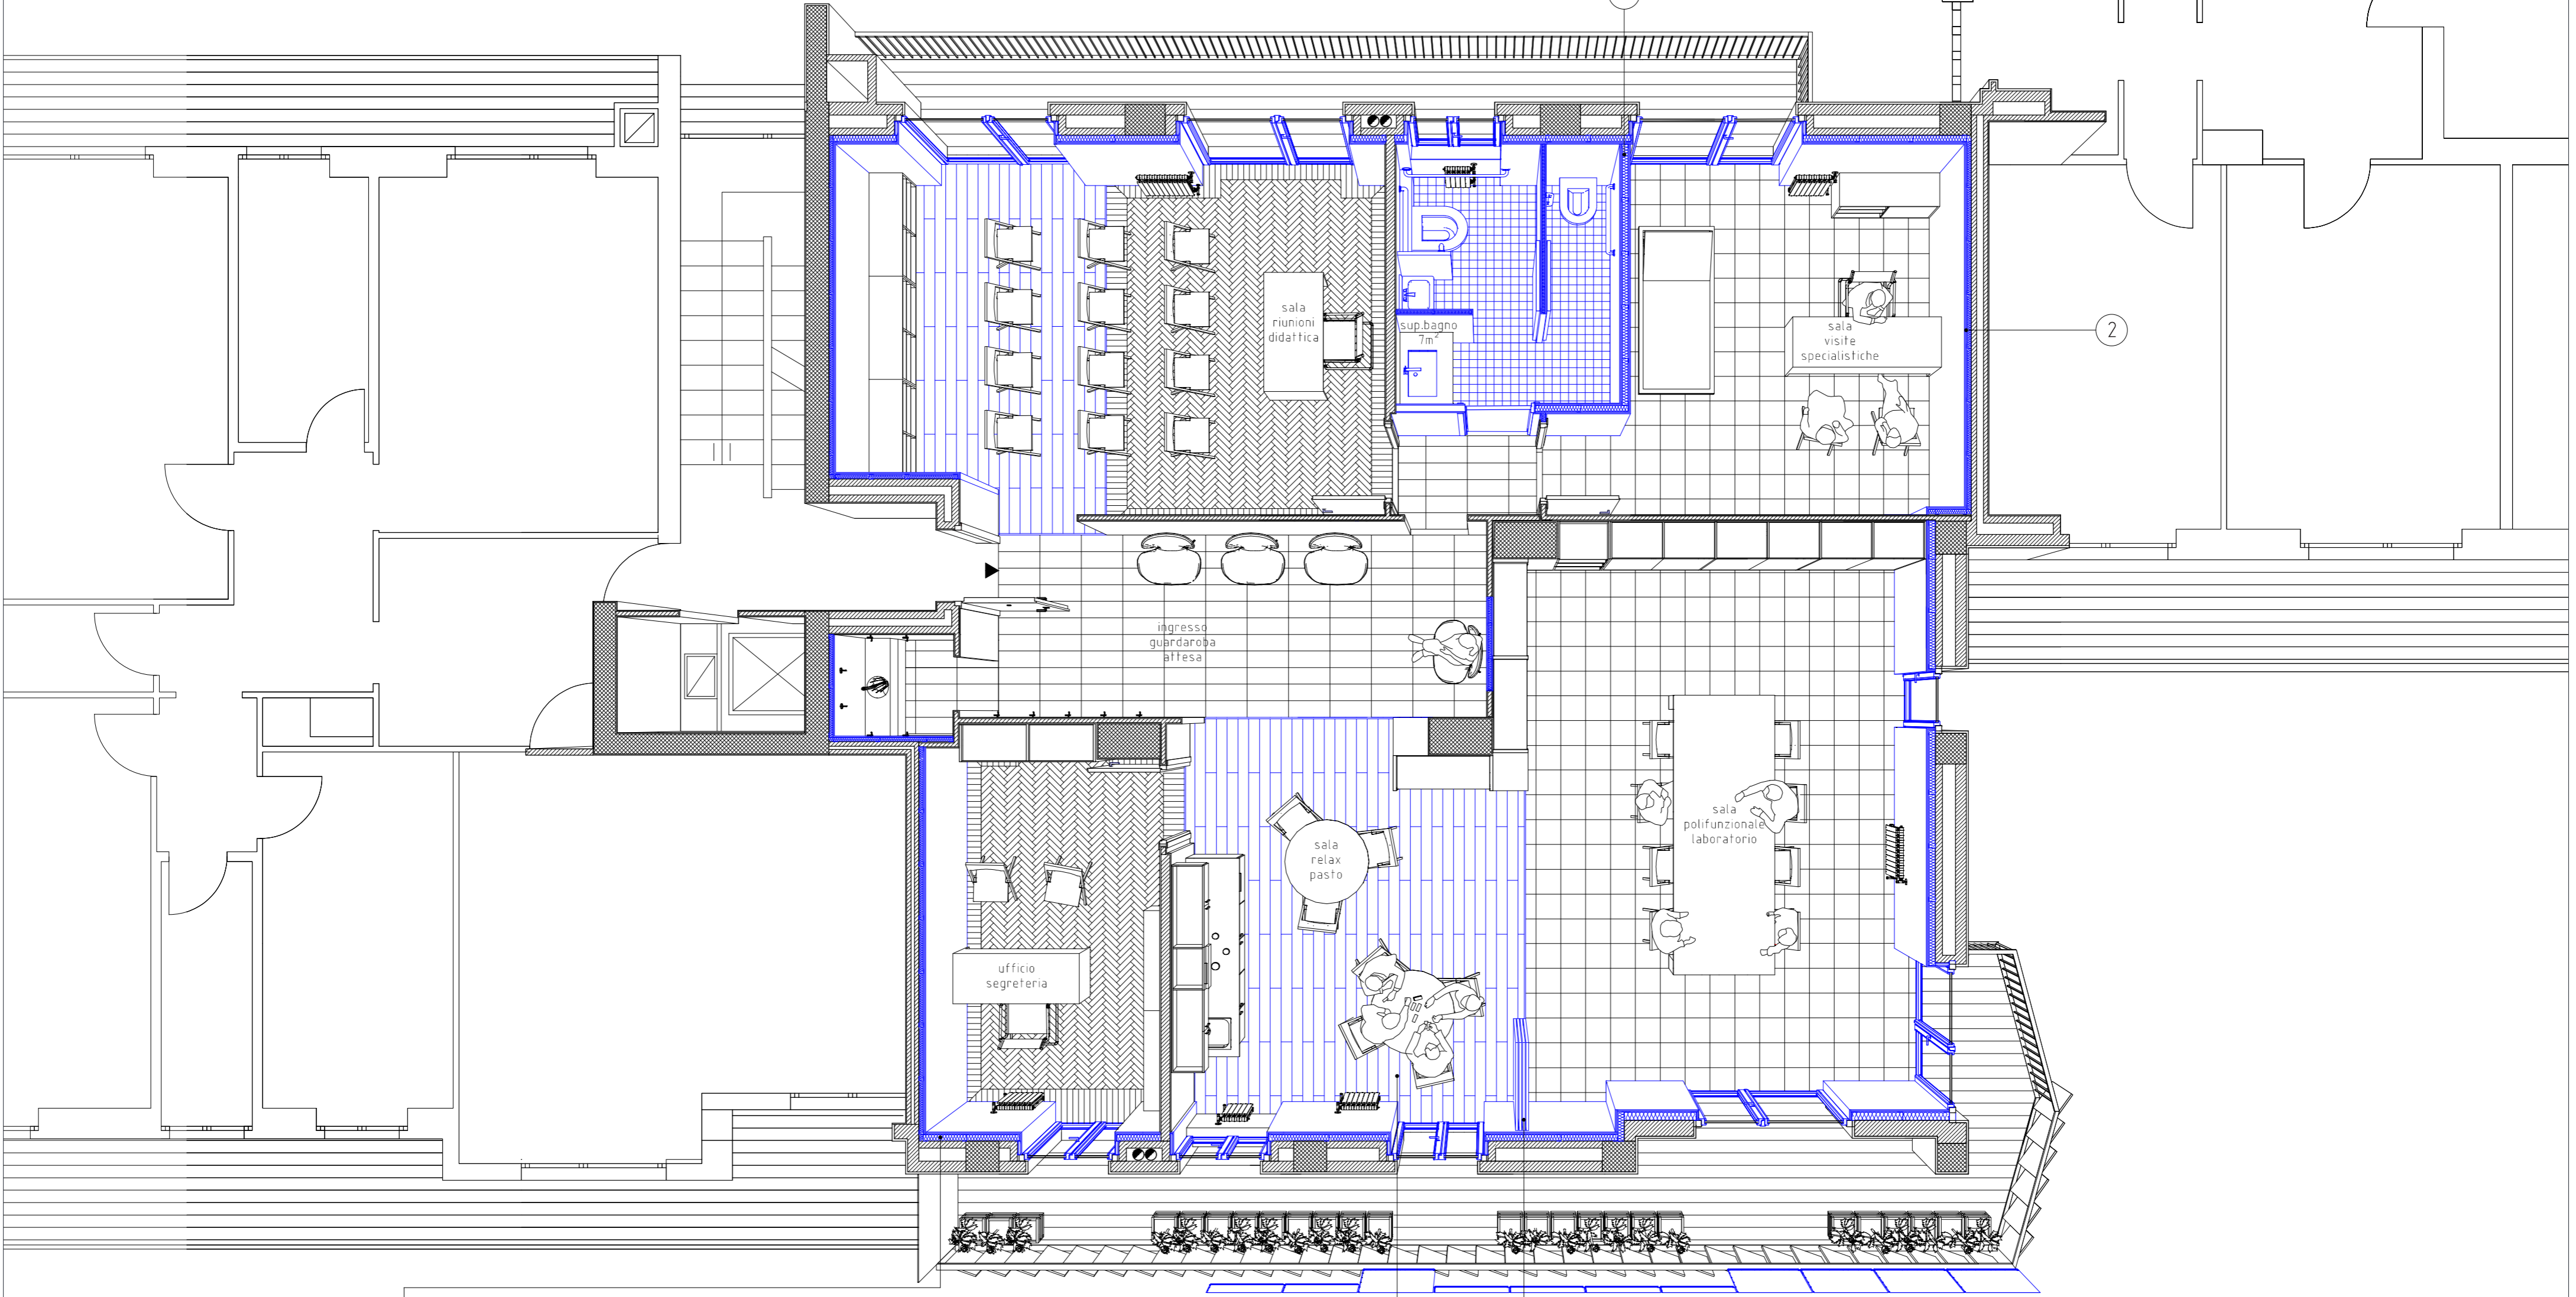 sala
riunioni
didattica
sup.bagno
7m²
sala
visite
specialistiche
2
ingresso
guardaroba
attesa
sala
polifunzionale
laboratorio
sala
relax
pasto
ufficio
segreteria